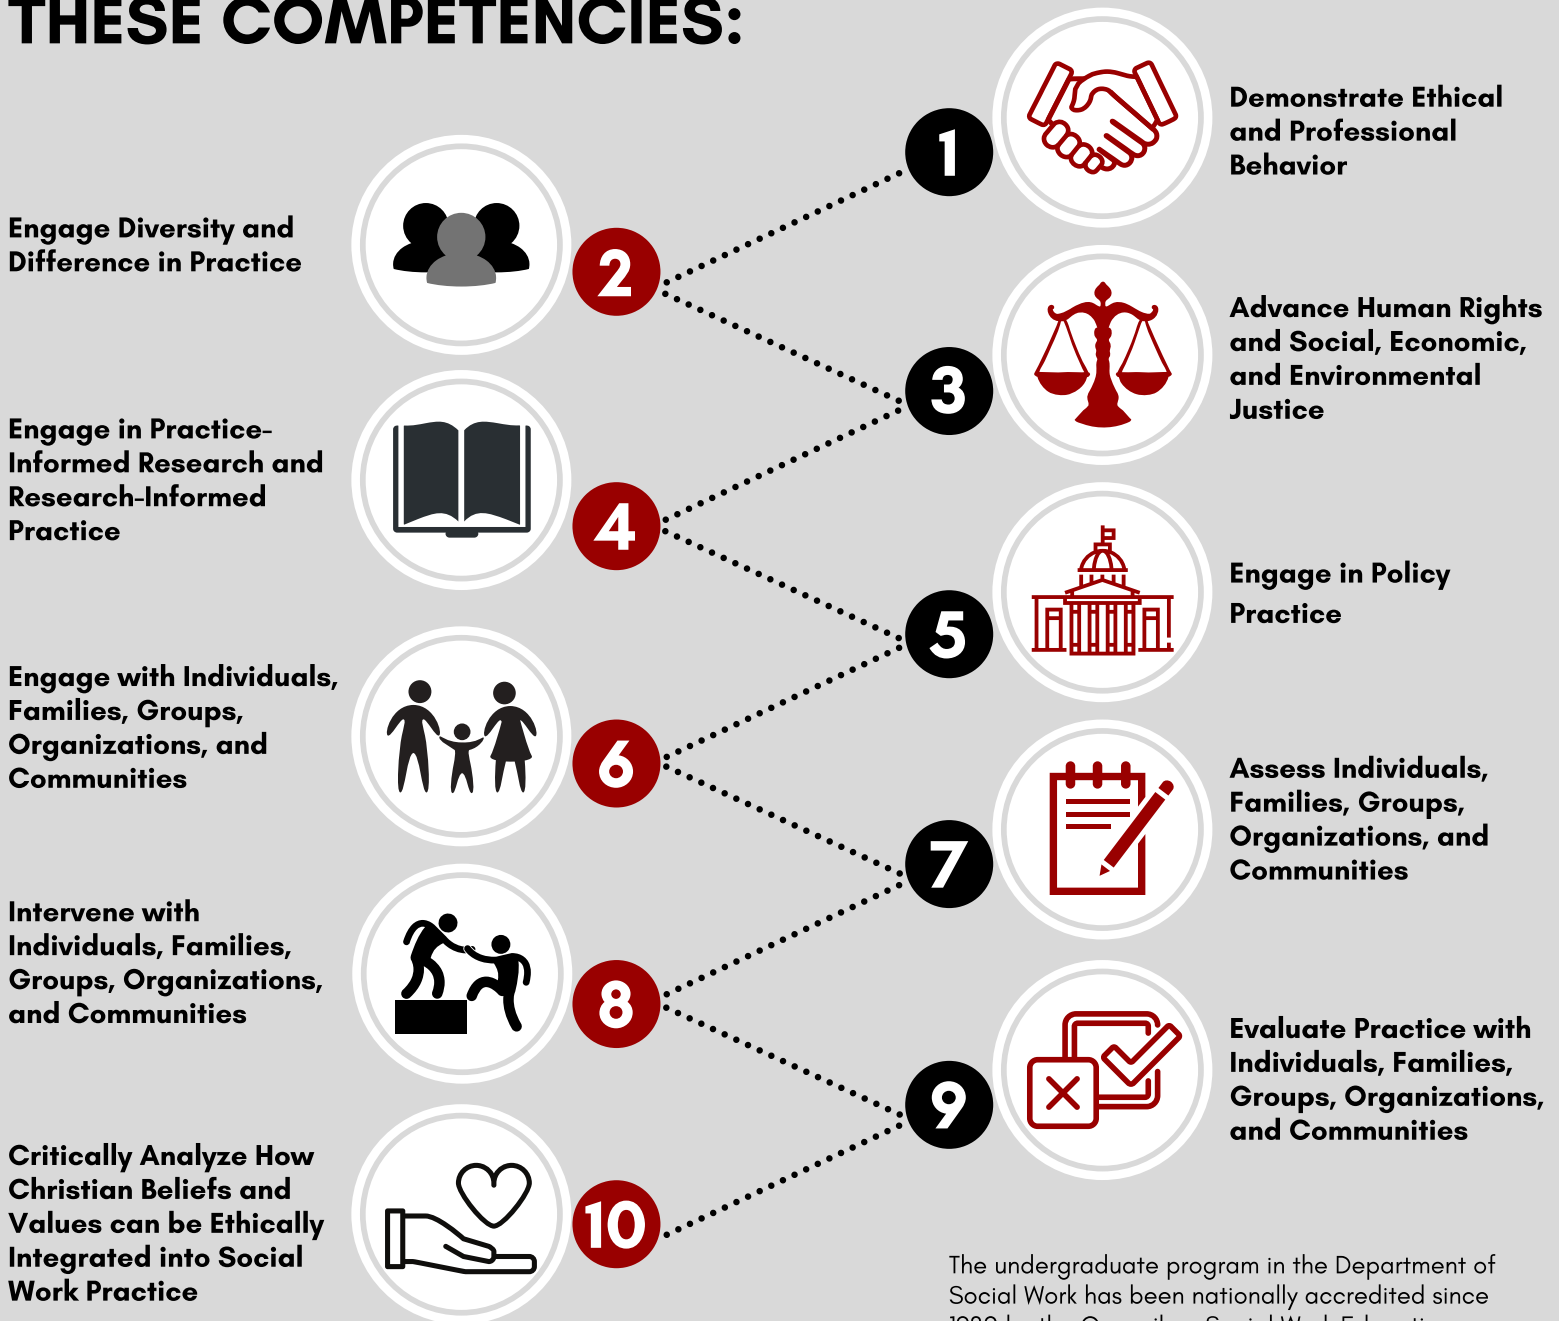 THESE COMPETENCIES:
1
Demonstrate Ethical
and Professional
Behavior
2
Engage Diversity and
Difference in Practice
3
Advance Human Rights
and Social, Economic,
and Environmental
Justice
4
Engage in Practice-
Informed Research and
Research-Informed
Practice
5
Engage in Policy
Practice
6
Engage with Individuals,
Families, Groups,
Organizations, and
Communities
7
Assess Individuals,
Families, Groups,
Organizations, and
Communities
8
Intervene with
Individuals, Families,
Groups, Organizations,
and Communities
9
Evaluate Practice with
Individuals, Families,
Groups, Organizations,
and Communities
10
Critically Analyze How
Christian Beliefs and
Values can be Ethically
Integrated into Social
Work Practice
The undergraduate program in the Department of
Social Work has been nationally accredited since